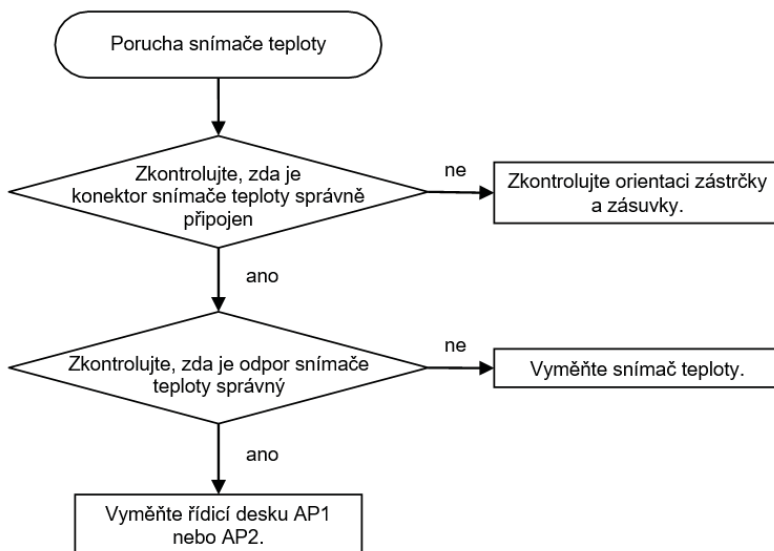 Porucha snímače teploty
Zkontrolujte, zda je
konektor snímače teploty správně
připojen
ne
Zkontrolujte orientaci zástrčky
a zásuvky.
ano
Zkontrolujte, zda je odpor snímače
teploty správný
ne
Vyměňte snímač teploty.
ano
Vyměňte řídicí desku AP1
nebo AP2.